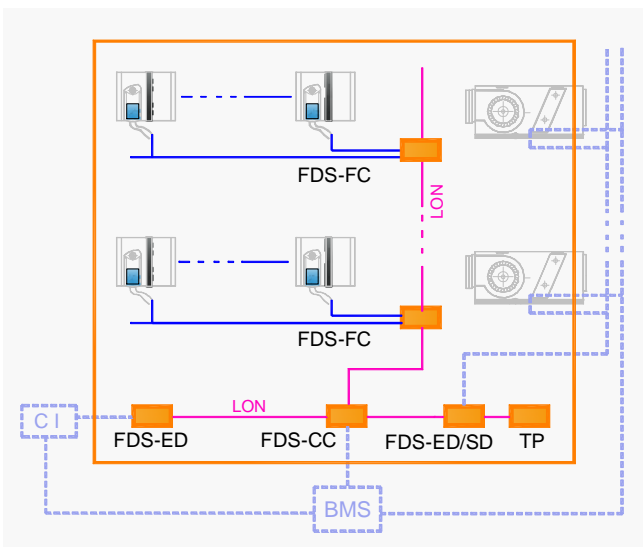 FDS-FC
LON
FDS-FC
LON
C I
FDS-ED
FDS-CC
FDS-ED/SD
TP
BMS